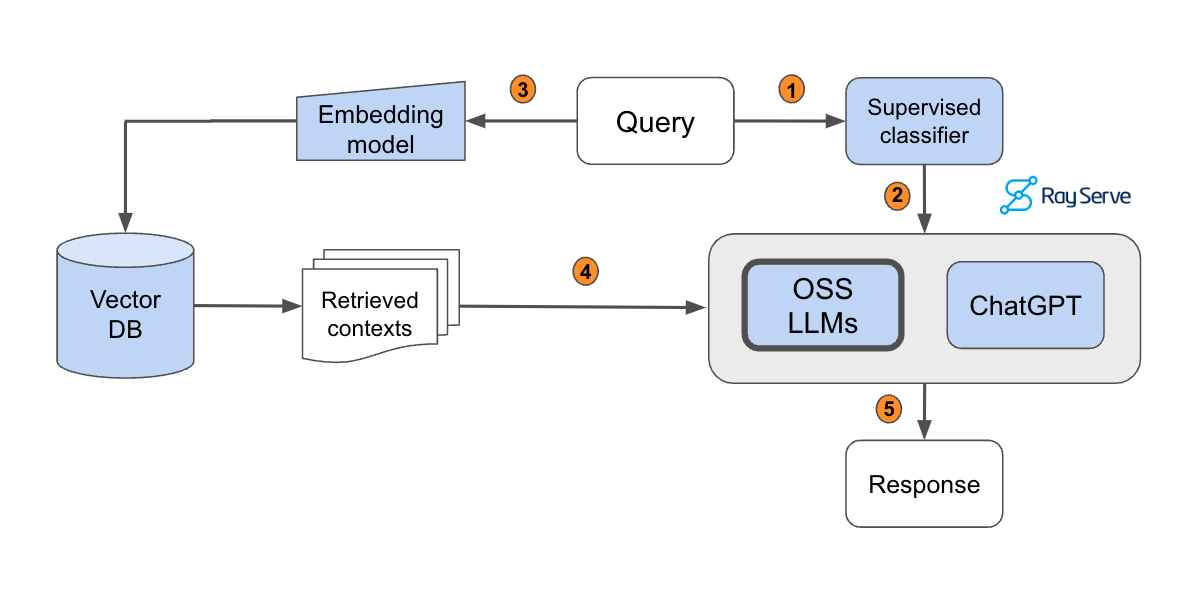 3
Query
1
Supervised
classifier
Embedding
model
2
Ray Serve
Vector
DB
Retrieved
contexts
4
OSS
LLMs
ChatGPT
5
Response